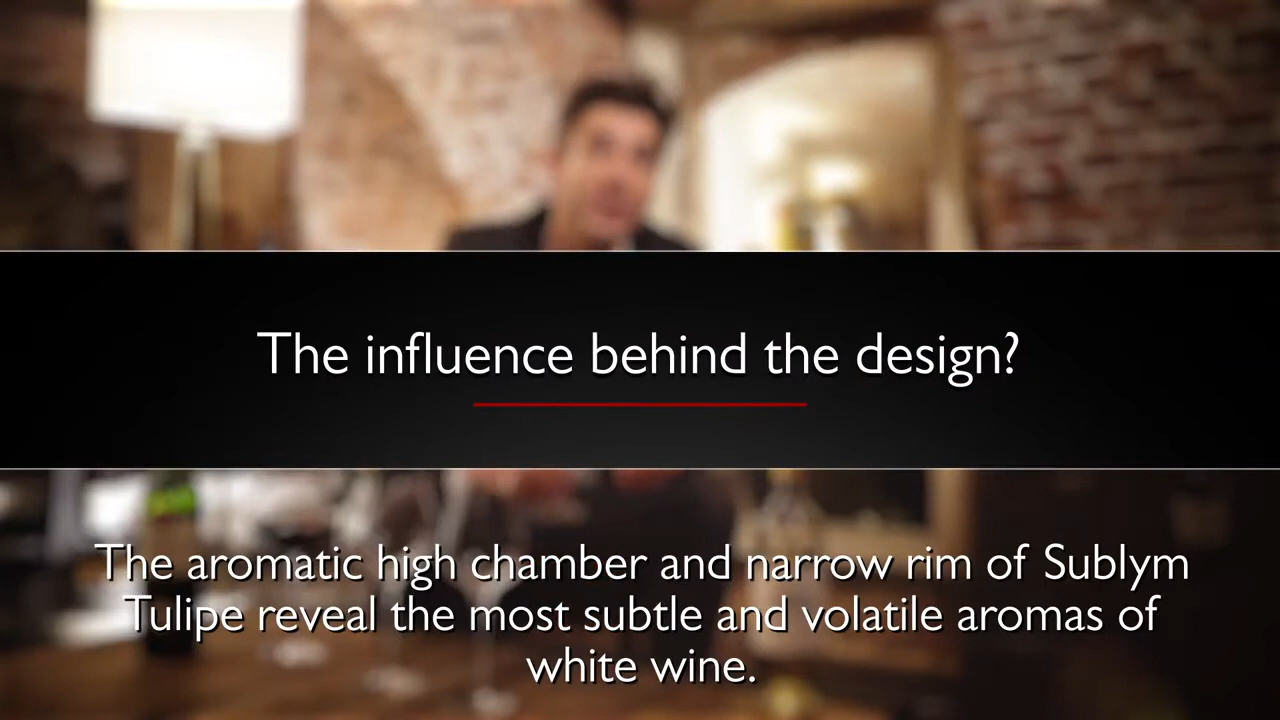 The influence behind the design?
The aromatic high chamber and narrow rim of Sublym
Tulipe reveal the most subtle and volatile aromas of
white wine.